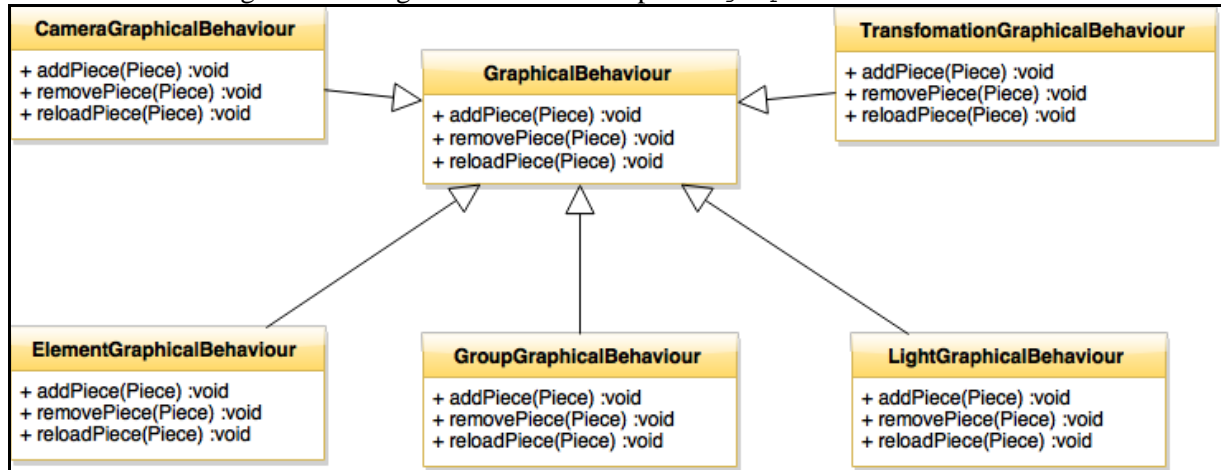 CameraGraphicalBehaviour
+ addPiece(Piece) :void
+ removePiece(Piece) :void
+ reloadPiece(Piece) :void
GraphicalBehaviour
+ addPiece(Piece) :void
+ removePiece(Piece) :void
+ reloadPiece(Piece) :void
TransfomationGraphicalBehaviour
+ addPiece(Piece) :void
+ removePiece(Piece) :void
+ reloadPiece(Piece) :void
ElementGraphicalBehaviour
+ addPiece(Piece) :void
+ removePiece(Piece) :void
+ reloadPiece(Piece) :void
GroupGraphicalBehaviour
+ addPiece(Piece) :void
+ removePiece(Piece) :void
+ reloadPiece(Piece) :void
LightGraphicalBehaviour
+ addPiece(Piece) :void
+ removePiece(Piece) :void
+ reloadPiece(Piece) :void